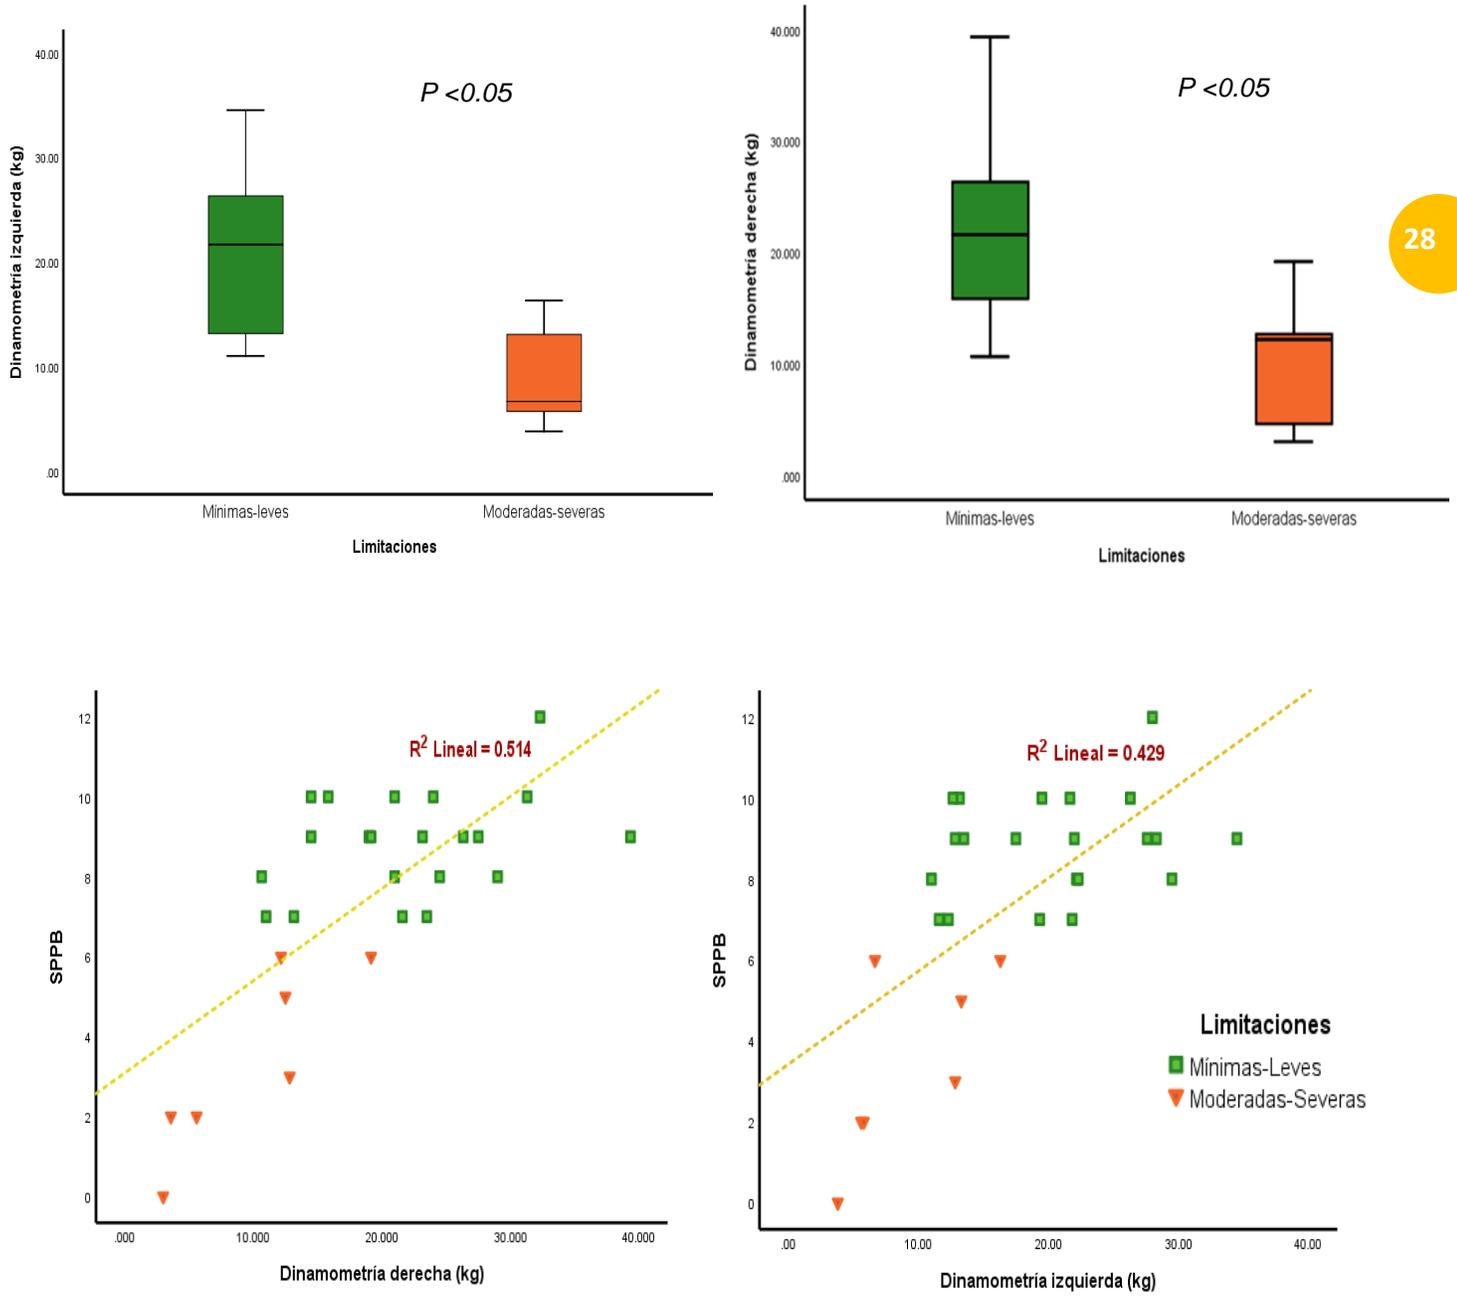 40.00
30.00
20.00
10.00
.00
Dinamometría izquierda (kg)
P <0.05
Mínimas-leves
Moderadas-severas
Limitaciones
40.000
30.000
20.000
10.000
.000
Dinamometría derecha (kg)
P <0.05
Mínimas-leves
Moderadas-severas
Limitaciones
28
12
10
8
6
4
2
0
SPPB
R2 Lineal = 0.514
.000
10.000
20.000
30.000
40.000
Dinamometría derecha (kg)
12
10
8
6
4
2
0
SPPB
R2 Lineal = 0.429
Limitaciones
Mínimas-Leves
Moderadas-Severas
.00
10.00
20.00
30.00
40.00
Dinamometría izquierda (kg)